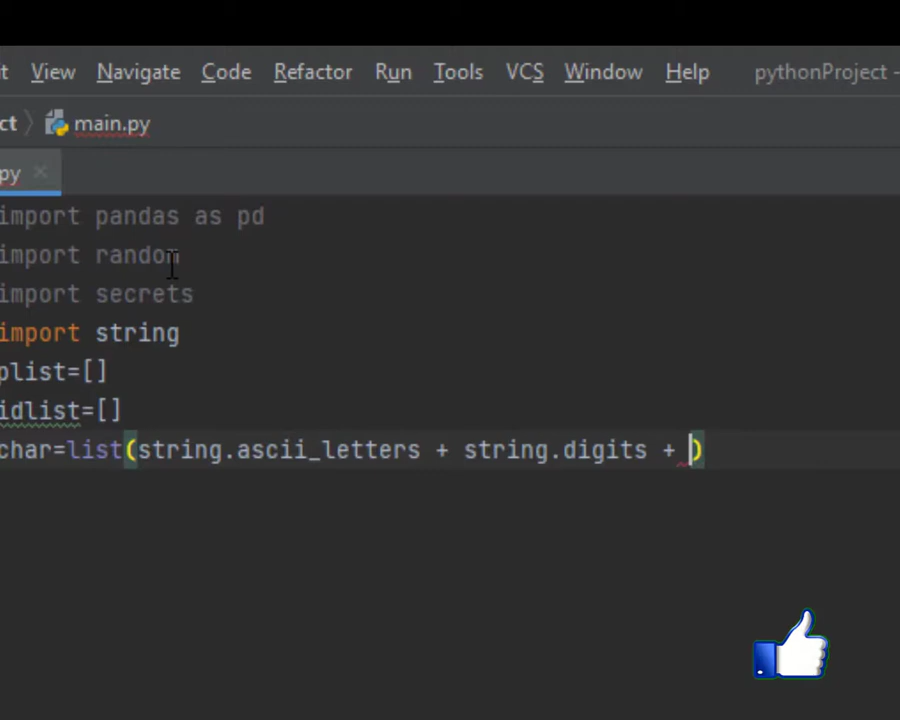 t View Navigate Code Refactor Run Tools VCS Window Help pythonProject -
ct main.py
py
import pandas as pd
import random
import secrets
import string
plist=[]
idlist=[]
char=list(string.ascii_letters + string.digits + )